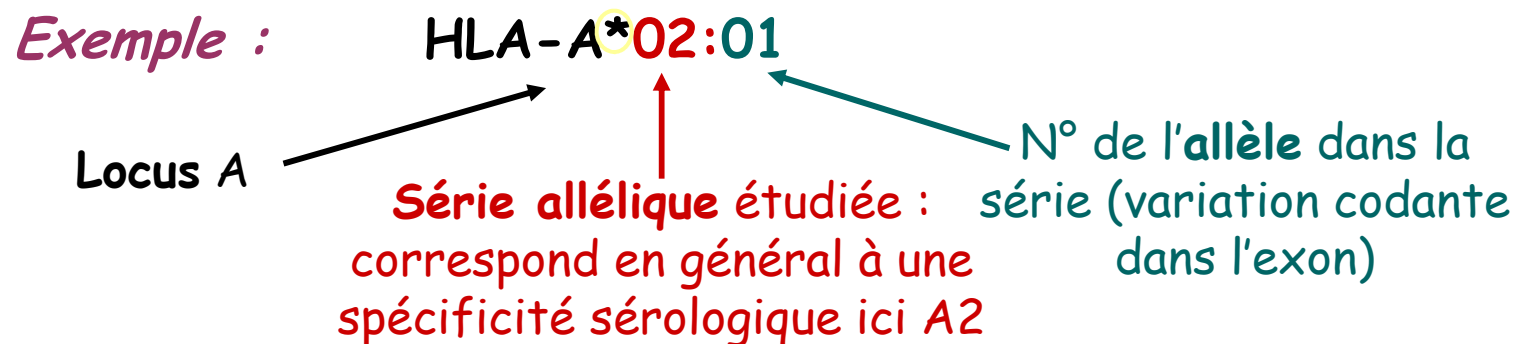 Exemple : HLA-A*02:01
Locus A
Série allélique étudiée :
correspond en général à une
spécificité sérologique ici A2
N° de l'allèle dans la
série (variation codante
dans l'exon)